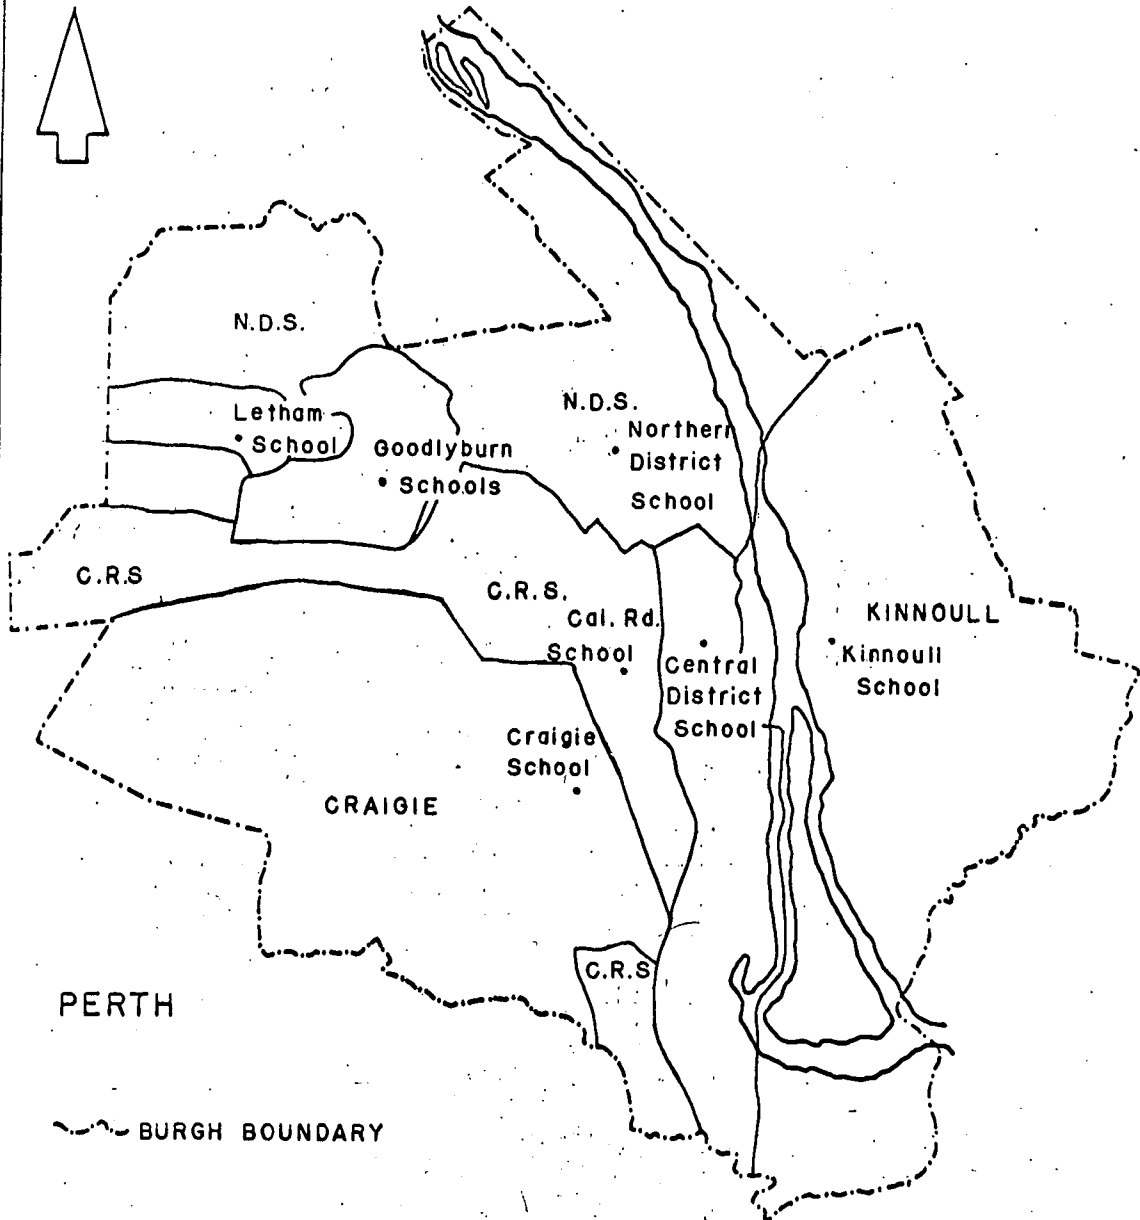 N.D.S.
Letham
School
Goodlyburn
Schools
N.D.S.
Northern
District
School
C.R.S
C.R.S.
Cal. Rd.
School
Central
District
School
KINNOULL
Kinnoull
School
Craigie
School
CRAIGIE
C.R.S
PERTH
BURGH BOUNDARY